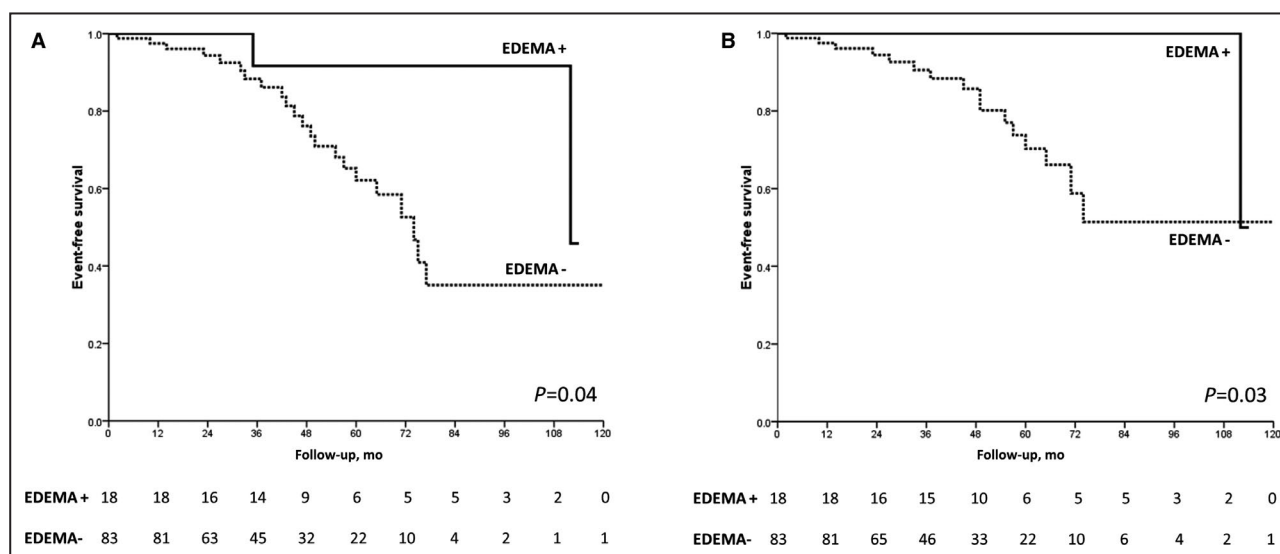 A
1.0
0.8
0.6
0.4
0.2
0.0
Event-free survival
EDEMA +
EDEMA -
P=0.04
0 12 24 36 48 60 72 84 96 108 120
Follow-up, mo
EDEMA + 18 18 16 14 9 6 5 5 3 2 0
EDEMA- 83 81 63 45 32 22 10 4 2 1 1
B
1.0
0.8
0.6
0.4
0.2
0.0
Event-free survival
EDEMA +
EDEMA -
P=0.03
0 12 24 36 48 60 72 84 96 108 120
Follow-up, mo
EDEMA + 18 18 16 15 10 6 5 5 3 2 0
EDEMA- 83 81 65 46 33 22 10 6 4 2 1